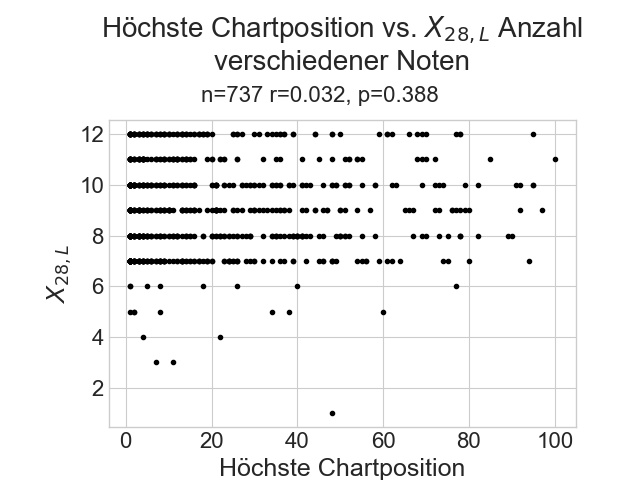 Höchste Chartposition vs. X₂₈,L Anzahl
verschiedener Noten
n=737 r=0.032, p=0.388
12
10
8
6
4
2
X₂₈,L
0 20 40 60 80 100
Höchste Chartposition